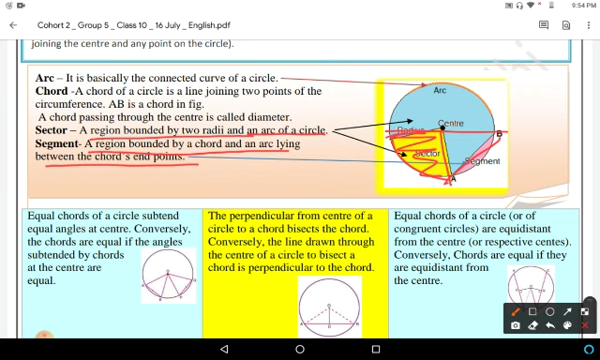 9:54 PM
Cohort 2 _ Group 5 _ Class 10 _ 16 July _ English.pdf
joining the centre and any point on the circle).
Arc – It is basically the connected curve of a circle.
Chord -A chord of a circle is a line joining two points of the
circumference. AB is a chord in fig.
A chord passing through the centre is called diameter.
Sector – A region bounded by two radii and an arc of a circle.
Segment- A region bounded by a chord and an arc lying
between the chord's end points.
Arc
Centre
Radius
B
Sector
Segment
A
Equal chords of a circle subtend
equal angles at centre. Conversely,
the chords are equal if the angles
subtended by chords
at the centre are
equal.
The perpendicular from centre of a
circle to a chord bisects the chord.
Conversely, the line drawn through
the centre of a circle to bisect a
chord is perpendicular to the chord.
Equal chords of a circle (or of
congruent circles) are equidistant
from the centre (or respective centes).
Conversely, Chords are equal if they
are equidistant from
the centre.